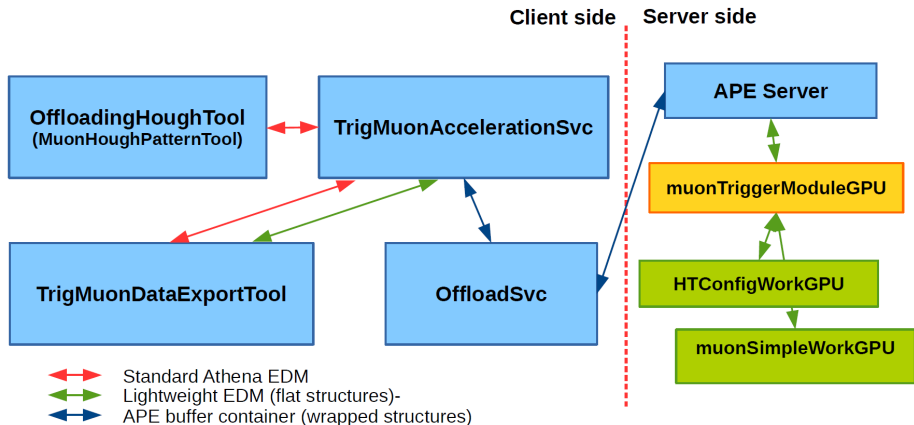 Client side
Server side
OffloadingHoughTool
(MuonHoughPatternTool)
TrigMuonAccelerationSvc
APE Server
muonTriggerModuleGPU
TrigMuonDataExportTool
OffloadSvc
HTConfigWorkGPU
muonSimpleWorkGPU
Standard Athena EDM
Lightweight EDM (flat structures)-
APE buffer container (wrapped structures)